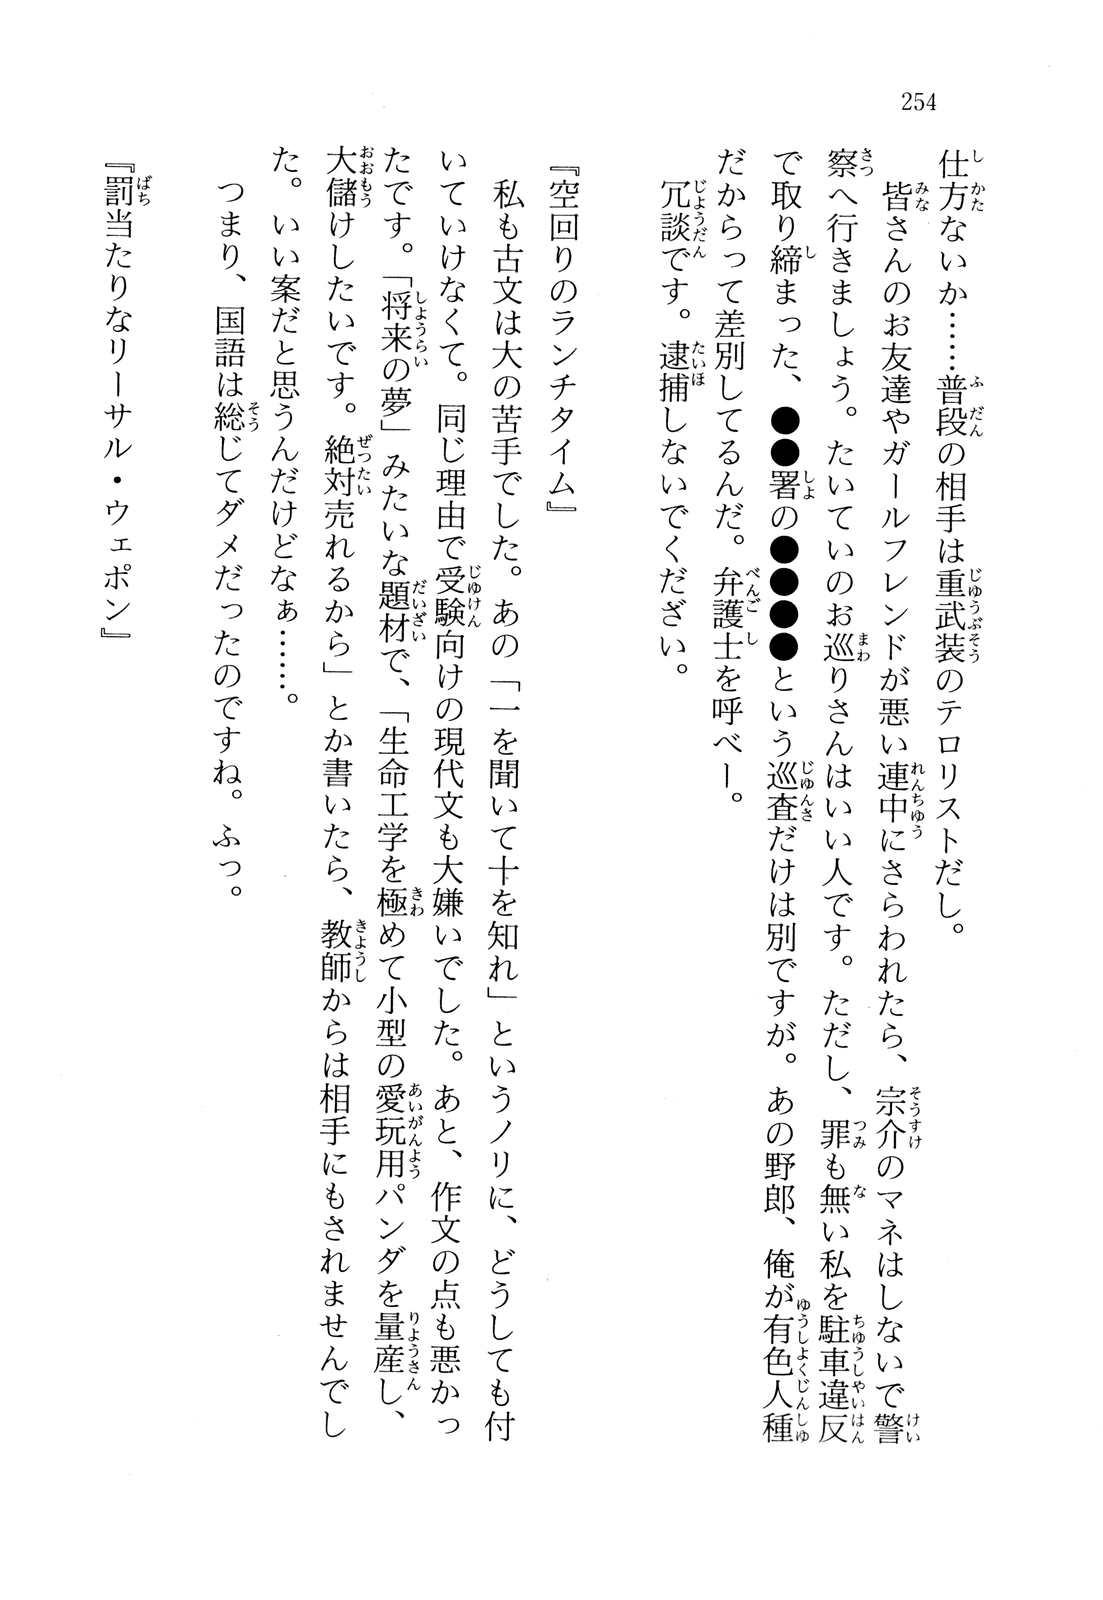 254
仕方ないか……普段の相手は重武装のテロリストだし。
皆さんのお友達やガールフレンドが悪い連中にさらわれたら、宗介のマネはしないで警
察へ行きましょう。たいていのお巡りさんはいい人です。ただし、罪も無い私を駐車違反
で取り締まった、●●署の●●●●という巡査だけは別ですが。あの野郎、俺が有色人種
だからって差別してるんだ。弁護士を呼べー。
冗談です。逮捕しないでくだざい。
『空回りのランチタイム』
私も古文は大の苦手でした。あの「一を聞いて十を知れ」というノリに、どうしても付
いていけなくて。同じ理由で受験向けの現代文も大嫌いでした。あと、作文の点も悪かっ
たです。「将来の夢」みたいな題材で、「生命工学を極めて小型の愛玩用パンダを量産し、
大儲けしたいです。絶対売れるから」とか書いたら、教師からは相手にもされませんでし
た。いい案だと思うんだけどなぁ……。
つまり、国語は総じてダメだったのですね。ふっ。
『罰当たりなリーサル・ウェポン』